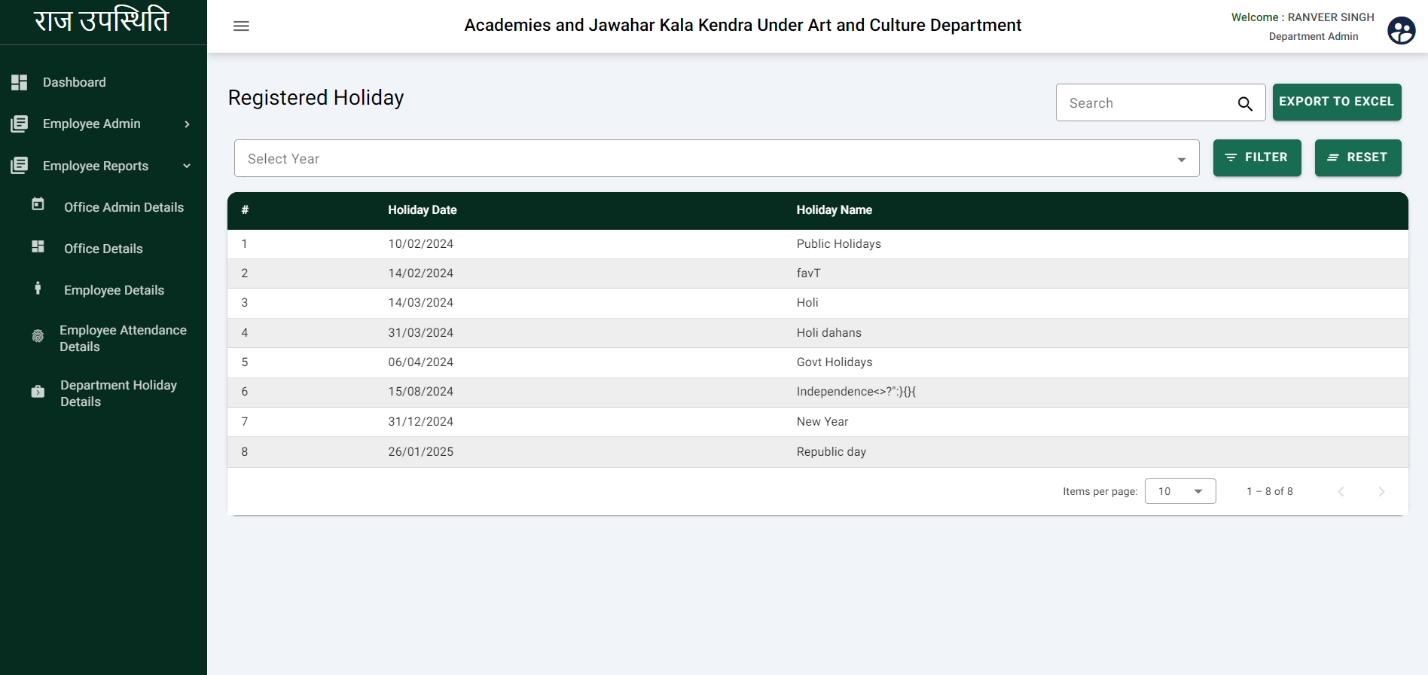 राज उपस्थिति
Academies and Jawahar Kala Kendra Under Art and Culture Department
Welcome : RANVEER SINGH
Department Admin
Dashboard
Employee Admin
Employee Reports
Office Admin Details
Office Details
Employee Details
Employee Attendance
Details
Department Holiday
Details
Registered Holiday
Search
EXPORT TO EXCEL
Select Year
FILTER
RESET
# Holiday Date Holiday Name
1 10/02/2024 Public Holidays
2 14/02/2024 favT
3 14/03/2024 Holi
4 31/03/2024 Holi dahans
5 06/04/2024 Govt Holidays
6 15/08/2024 Independence<>?":}{}{
7 31/12/2024 New Year
8 26/01/2025 Republic day
Items per page: 10 1 – 8 of 8